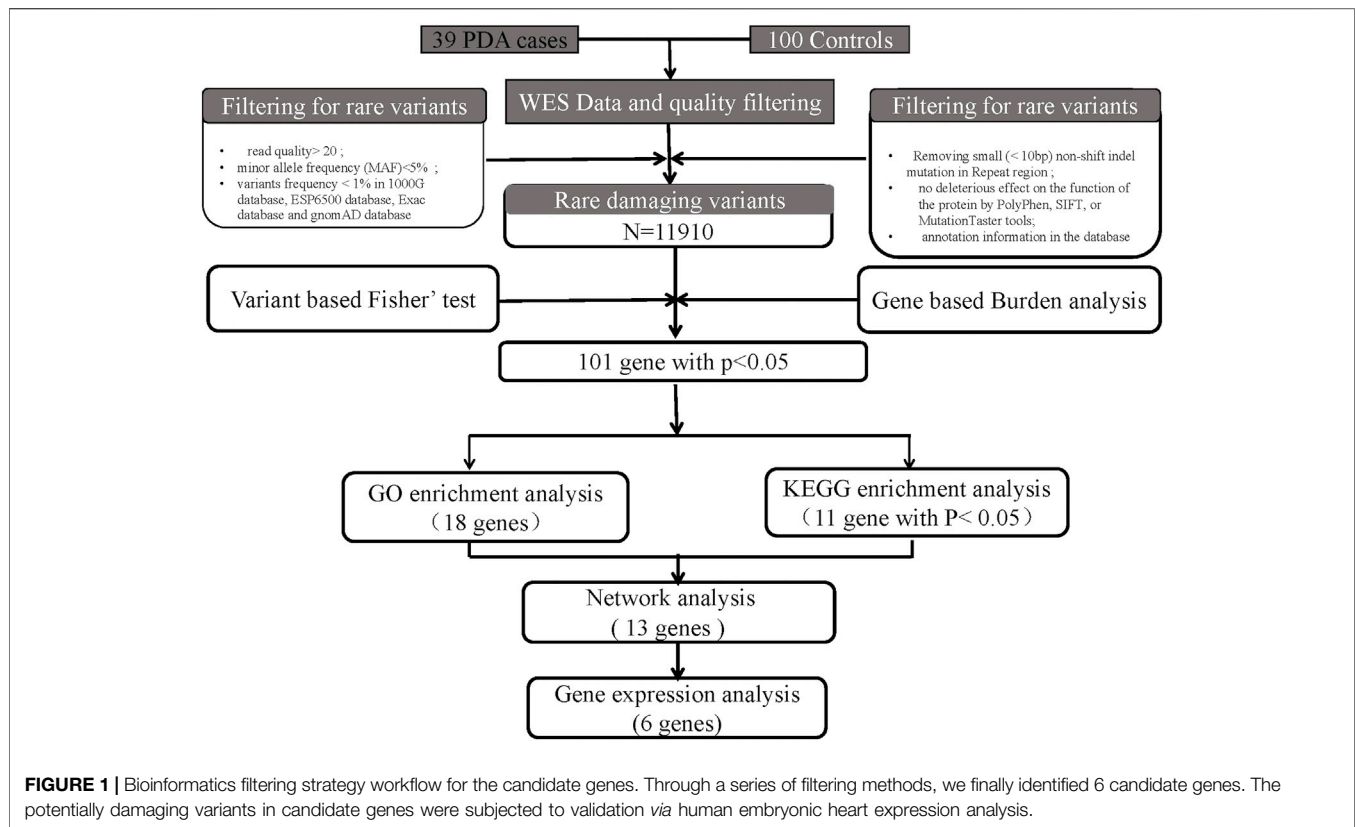 39 PDA cases
100 Controls
WES Data and quality filtering
Filtering for rare variants
• read quality> 20 ;
• minor allele frequency (MAF)<5% ;
• variants frequency < 1% in 1000G
database, ESP6500 database, Exac
database and gnomAD database
Filtering for rare variants
• Removing small (< 10bp) non-shift indel
mutation in Repeat region ;
• no deleterious effect on the function of
the protein by PolyPhen, SIFT, or
MutationTaster tools;
• annotation information in the database
Rare damaging variants
N=11910
Variant based Fisher’ test
Gene based Burden analysis
101 gene with p<0.05
GO enrichment analysis
（18 genes）
KEGG enrichment analysis
（11 gene with P< 0.05）
Network analysis
( 13 genes )
Gene expression analysis
(6 genes)
FIGURE 1 | Bioinformatics filtering strategy workflow for the candidate genes. Through a series of filtering methods, we finally identified 6 candidate genes. The
potentially damaging variants in candidate genes were subjected to validation via human embryonic heart expression analysis.